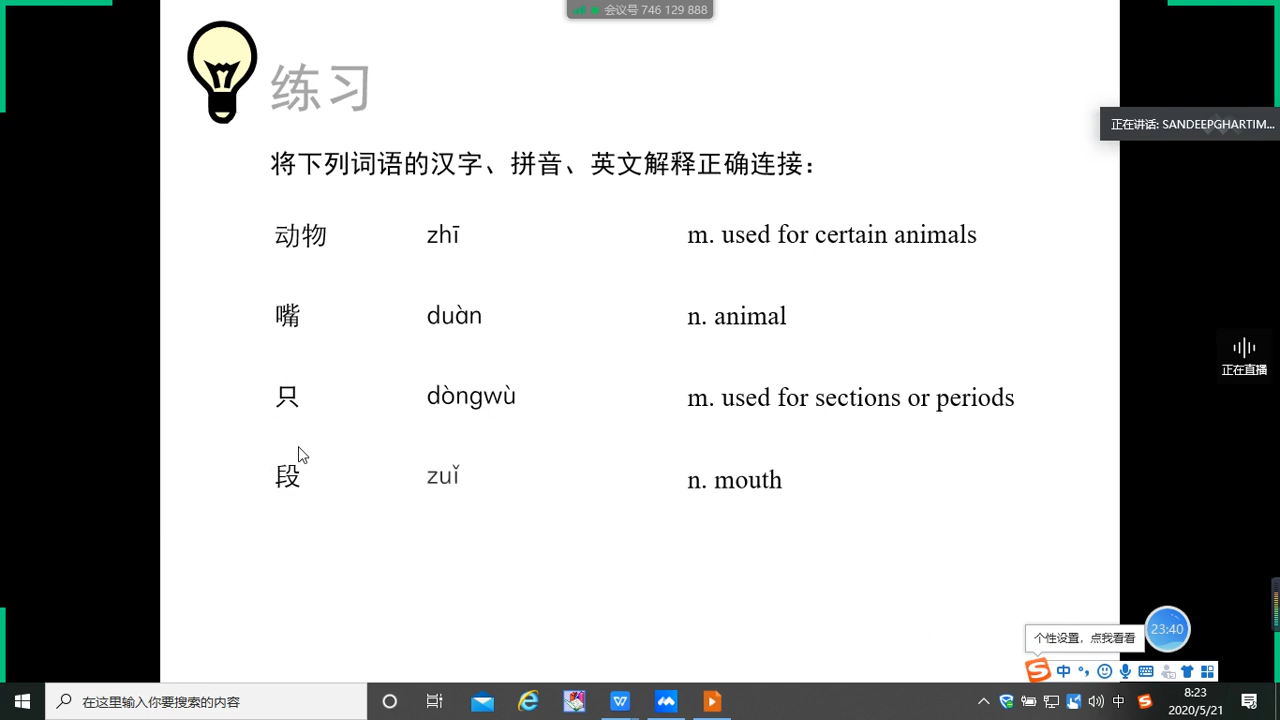 会议号 746 129 888
练习
正在讲话: SANDEEPGHARTIM...
将下列词语的汉字、拼音、英文解释正确连接：
动物 zhī m. used for certain animals
嘴 duàn n. animal
正在直播
只 dòngwù m. used for sections or periods
段 zuǐ n. mouth
23:40
个性设置，点我看看
中
在这里输入你要搜索的内容
中
8:23
2020/5/21